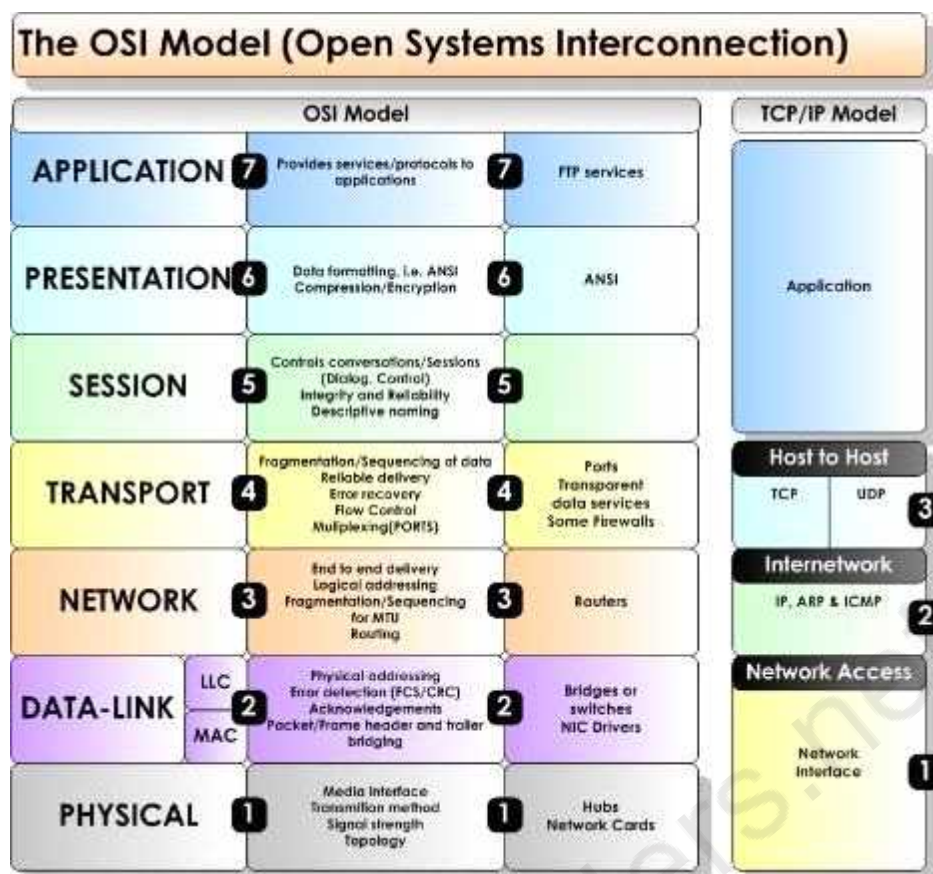 The OSI Model (Open Systems Interconnection)
OSI Model
TCP/IP Model
APPLICATION
7
Provides services/protocols to
applications
7
FTP services
PRESENTATION
6
Data formatting, i.e. ANSI
Compression/Encryption
6
ANSI
SESSION
5
Controls conversations/Sessions
(Dialog, Control)
Integrity and Reliability
Descriptive naming
5
TRANSPORT
4
Fragmentation/Sequencing of data
Reliable delivery
Error recovery
Flow Control
Muliplexing(PORTS)
4
Ports
Transparent
data services
Some Firewalls
NETWORK
3
End to end delivery
Logical addressing
Fragmentation/Sequencing
for MTU
Routing
3
Routers
DATA-LINK
LLC
MAC
2
Physical addressing
Error detection (FCS/CRC)
Acknowledgements
Packet/Frame header and trailer
bridging
2
Bridges or
switches
NIC Drivers
PHYSICAL
1
Media Interface
Transmition method
Signal strength
Topology
1
Hubs
Network Cards
Application
Host to Host
TCP
UDP
3
Internetwork
IP, ARP & ICMP
2
Network Access
Network
Interface
1